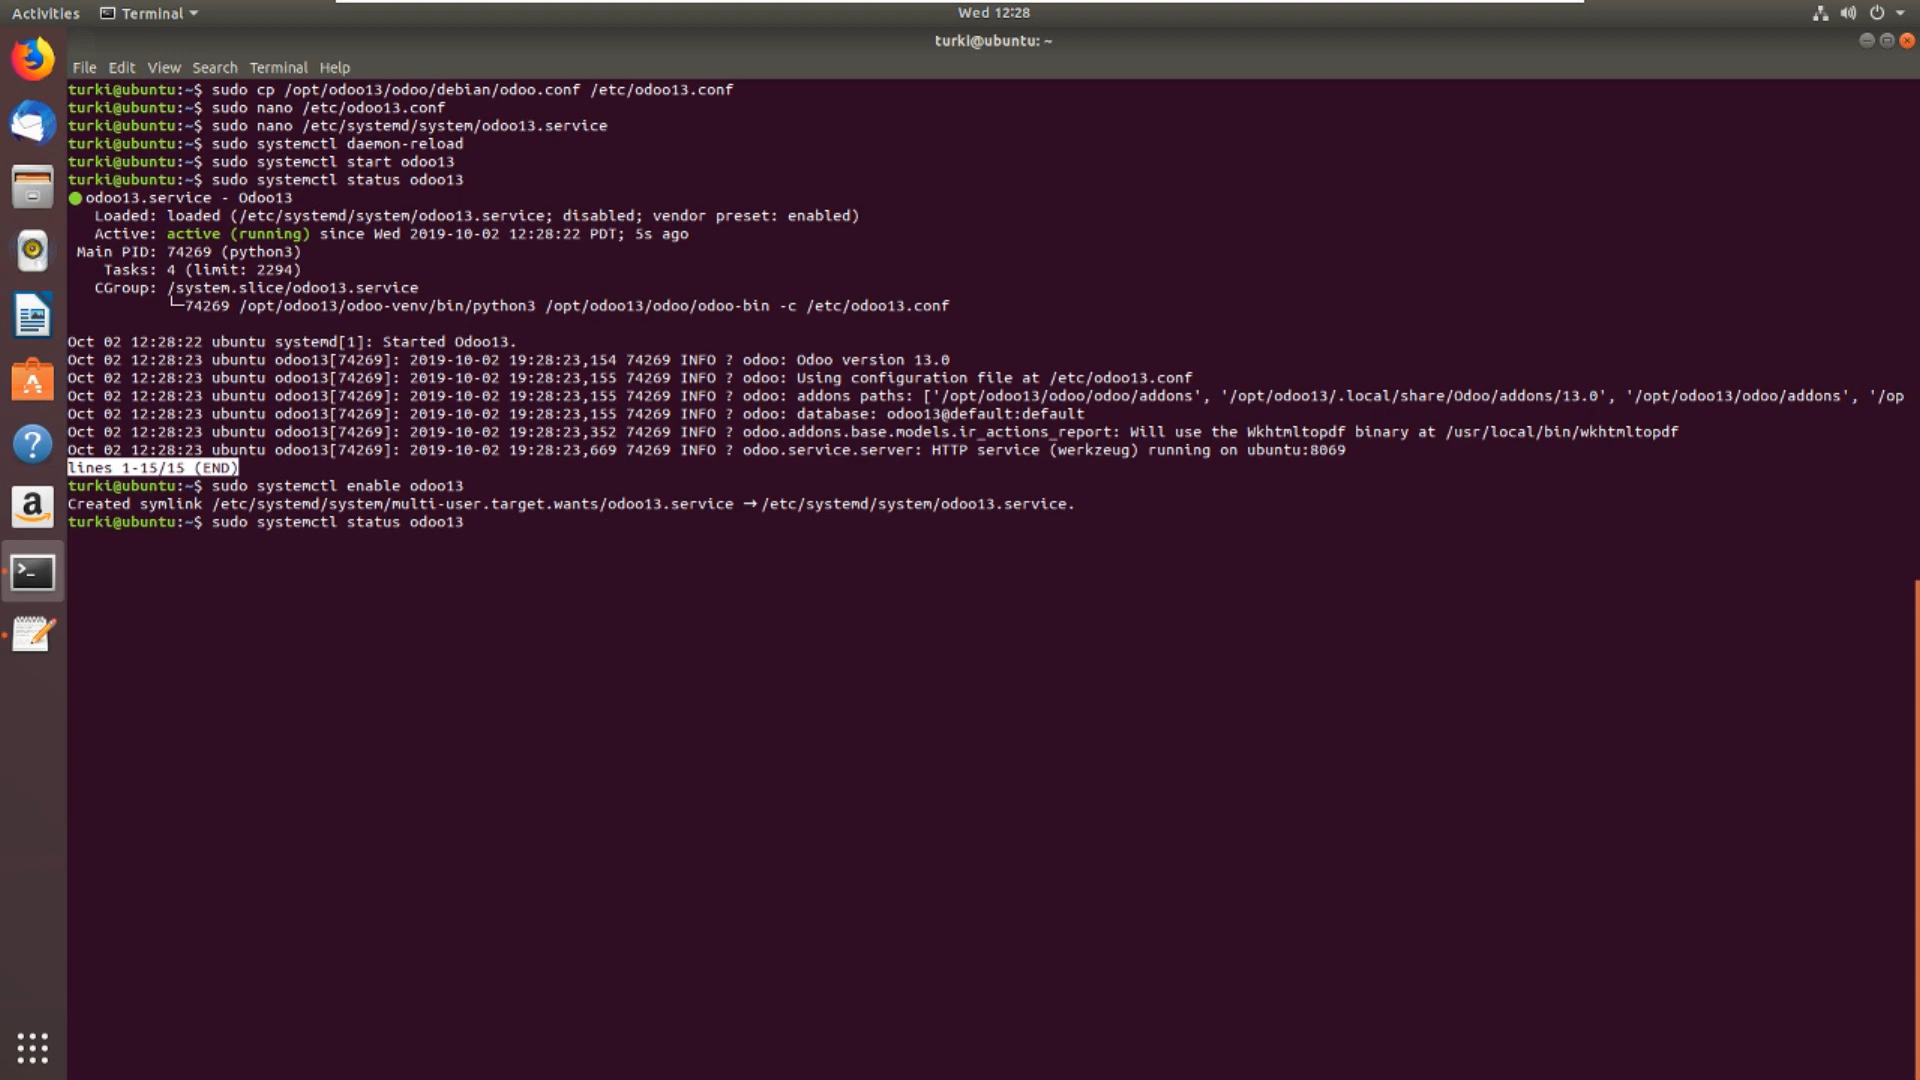 Activities Terminal Wed 12:28
turki@ubuntu: ~
File Edit View Search Terminal Help
turki@ubuntu:~$ sudo cp /opt/odoo13/odoo/debian/odoo.conf /etc/odoo13.conf
turki@ubuntu:~$ sudo nano /etc/odoo13.conf
turki@ubuntu:~$ sudo nano /etc/systemd/system/odoo13.service
turki@ubuntu:~$ sudo systemctl daemon-reload
turki@ubuntu:~$ sudo systemctl start odoo13
turki@ubuntu:~$ sudo systemctl status odoo13
● odoo13.service - Odoo13
Loaded: loaded (/etc/systemd/system/odoo13.service; disabled; vendor preset: enabled)
Active: active (running) since Wed 2019-10-02 12:28:22 PDT; 5s ago
Main PID: 74269 (python3)
Tasks: 4 (limit: 2294)
CGroup: /system.slice/odoo13.service
└─74269 /opt/odoo13/odoo-venv/bin/python3 /opt/odoo13/odoo/odoo-bin -c /etc/odoo13.conf
Oct 02 12:28:22 ubuntu systemd[1]: Started Odoo13.
Oct 02 12:28:23 ubuntu odoo13[74269]: 2019-10-02 19:28:23,154 74269 INFO ? odoo: Odoo version 13.0
Oct 02 12:28:23 ubuntu odoo13[74269]: 2019-10-02 19:28:23,155 74269 INFO ? odoo: Using configuration file at /etc/odoo13.conf
Oct 02 12:28:23 ubuntu odoo13[74269]: 2019-10-02 19:28:23,155 74269 INFO ? odoo: addons paths: ['/opt/odoo13/odoo/odoo/addons', '/opt/odoo13/.local/share/Odoo/addons/13.0', '/opt/odoo13/odoo/addons', '/op
Oct 02 12:28:23 ubuntu odoo13[74269]: 2019-10-02 19:28:23,155 74269 INFO ? odoo: database: odoo13@default:default
Oct 02 12:28:23 ubuntu odoo13[74269]: 2019-10-02 19:28:23,352 74269 INFO ? odoo.addons.base.models.ir_actions_report: Will use the Wkhtmltopdf binary at /usr/local/bin/wkhtmltopdf
Oct 02 12:28:23 ubuntu odoo13[74269]: 2019-10-02 19:28:23,669 74269 INFO ? odoo.service.server: HTTP service (werkzeug) running on ubuntu:8069
lines 1-15/15 (END)
turki@ubuntu:~$ sudo systemctl enable odoo13
Created symlink /etc/systemd/system/multi-user.target.wants/odoo13.service → /etc/systemd/system/odoo13.service.
turki@ubuntu:~$ sudo systemctl status odoo13